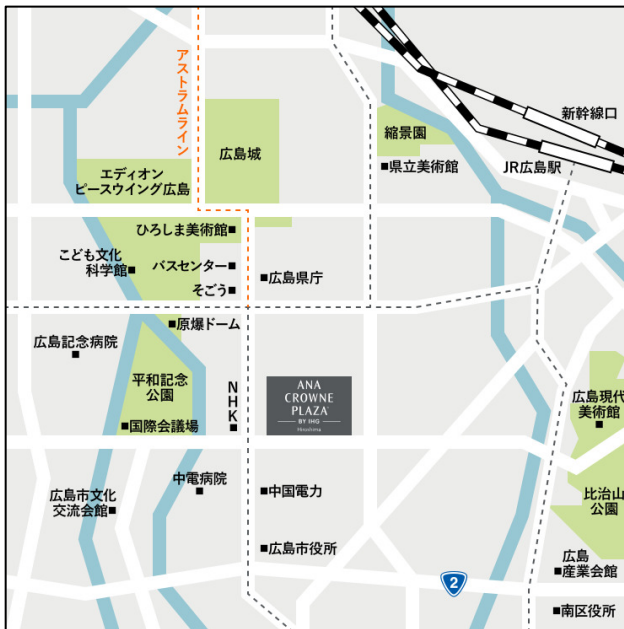 アストラムライン
新幹線口
縮景園
広島城
県立美術館
JR広島駅
エディオン
ピースウイング広島
ひろしま美術館
こども文化
科学館
バスセンター
広島県庁
そごう
原爆ドーム
広島記念病院
平和記念
公園
NHK
ANA
CROWNE
PLAZA
BY IHG
Hiroshima
広島現代
美術館
国際会議場
中電病院
中国電力
広島市文化
交流会館
比治山
公園
広島市役所
広島
産業会館
2
南区役所